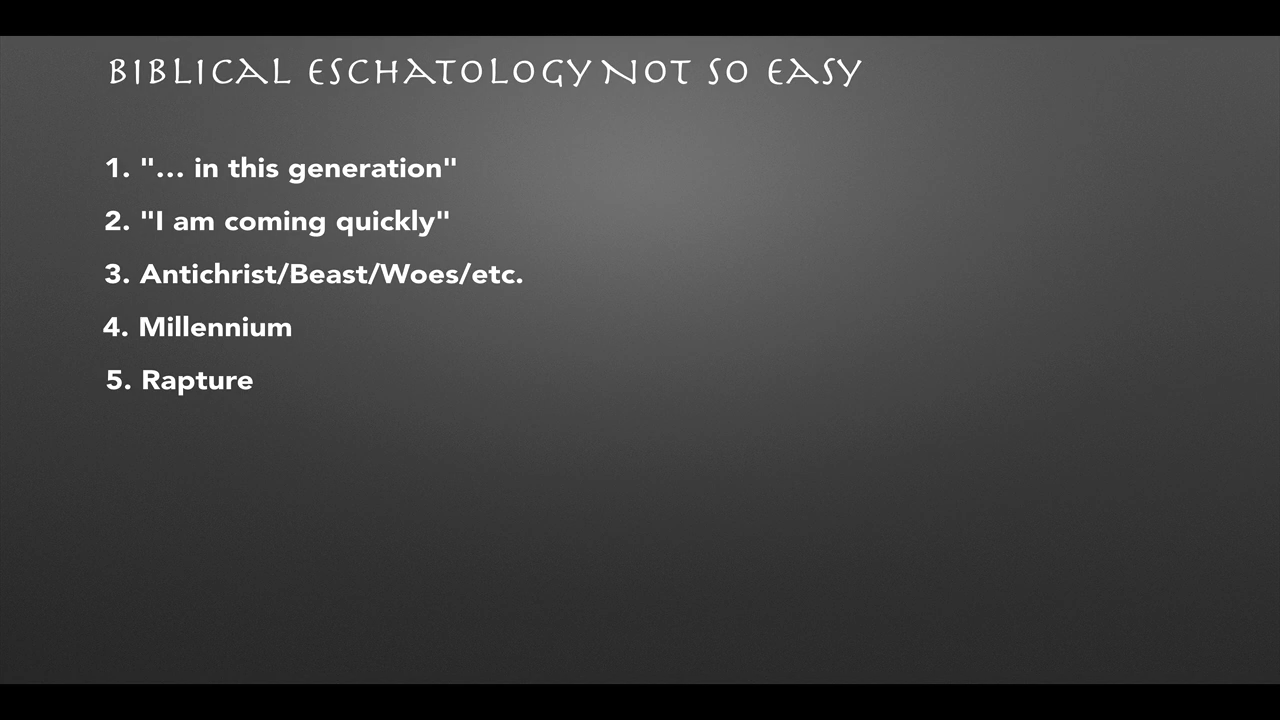 Biblical Eschatology Not So Easy
1. "... in this generation"
2. "I am coming quickly"
3. Antichrist/Beast/Woes/etc.
4. Millennium
5. Rapture